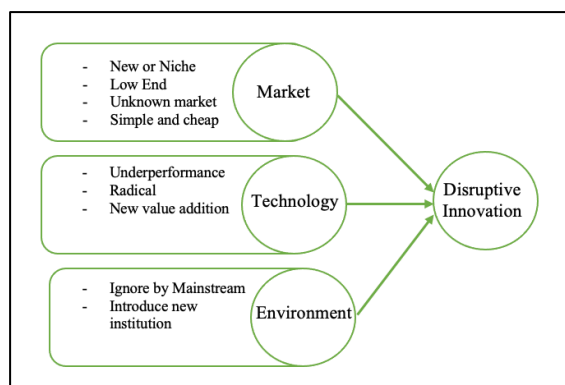 - New or Niche
- Low End
- Unknown market
- Simple and cheap
Market
- Underperformance
- Radical
- New value addition
Technology
- Ignore by Mainstream
- Introduce new
institution
Environment
Disruptive
Innovation